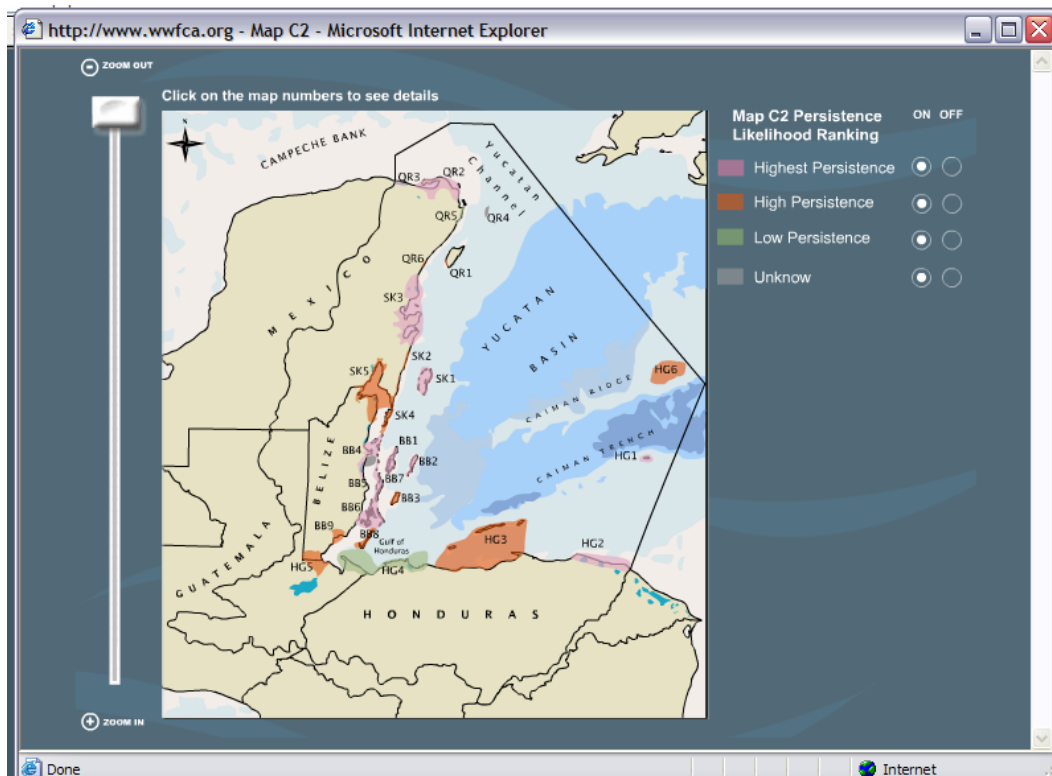 http://www.wwfca.org - Map C2 - Microsoft Internet Explorer
ZOOM OUT
Click on the map numbers to see details
Map C2 Persistence Likelihood Ranking
ON OFF
Highest Persistence
High Persistence
Low Persistence
Unknow
N
CAMPECHE BANK
Yucatan Channel
QR3
QR2
QR5
QR4
QR6
QR1
MEXICO
SK3
YUCATAN BASIN
SK2
SK5
SK1
HG6
CAIMAN RIDGE
SK4
BELIZE
BB4
BB1
BB2
CAIMAN TRENCH
HG1
BB5
BB7
BB6
BB3
BB9
BB8
Gulf of
Honduras
HG3
HG2
GUATEMALA
HG5
HG4
HONDURAS
ZOOM IN
Done
Internet